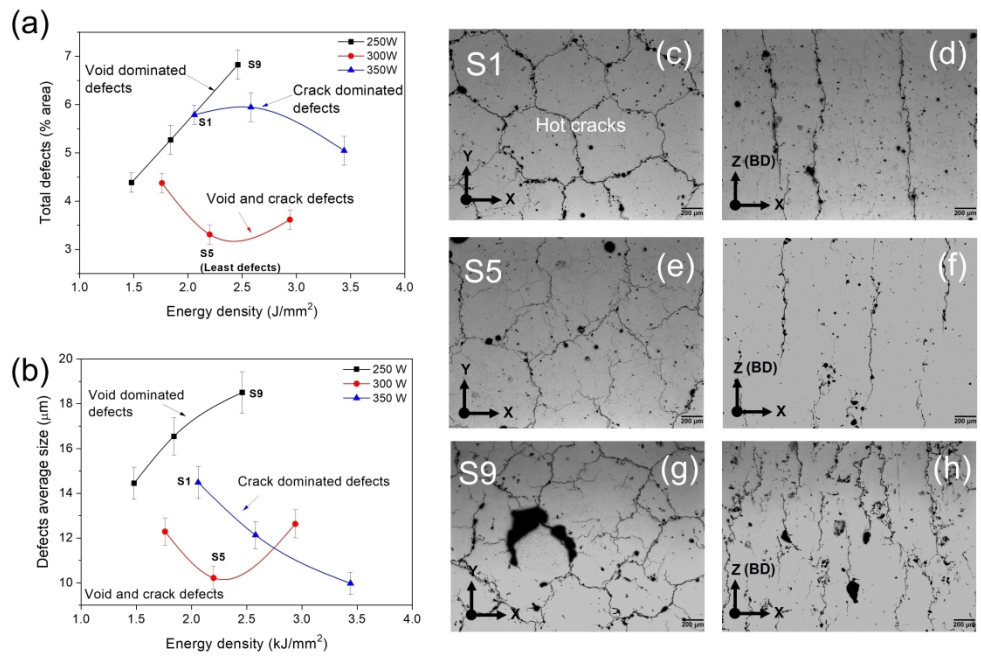 (a)
250W
300W
350W
Void dominated
defects
S9
Crack dominated
defects
S1
Void and crack defects
S5
(Least defects)
Total defects (% area)
7
6
5
4
3
1.0 1.5 2.0 2.5 3.0 3.5 4.0
Energy density (J/mm²)
(b)
250 W
300 W
350 W
Void dominated
defects
S9
S1
Crack dominated defects
S5
Void and crack defects
Defects average size (μm)
20
18
16
14
12
10
1.0 1.5 2.0 2.5 3.0 3.5 4.0
Energy density (kJ/mm²)
S1
(c)
Hot cracks
Y
X
200 μm
(d)
Z (BD)
X
200 μm
S5
(e)
Y
X
200 μm
(f)
Z (BD)
X
200 μm
S9
(g)
Y
X
200 μm
(h)
Z (BD)
X
200 μm